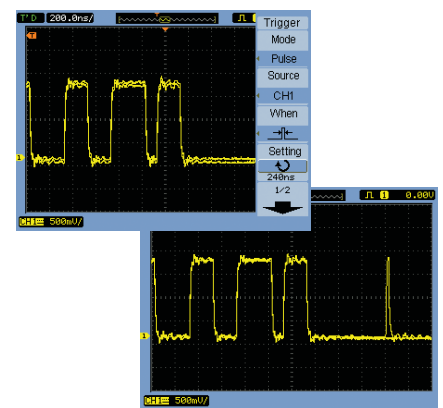 T'D 200.0ns/
T
Trigger
Mode
Pulse
Source
CH1
When
Setting
240ns
1/2
1
CH1 500mV/
1 0.00V
1
CH1 500mV/